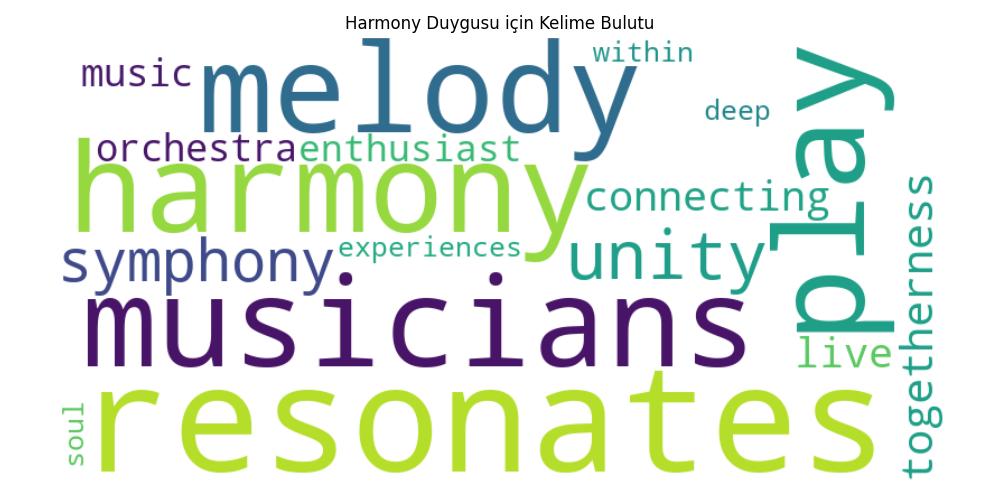 Harmony Duygusu için Kelime Bulutu
music
melody
within
deep
play
orchestra
enthusiast
harmony
connecting
symphony
experiences
unity
togetherness
musicians
live
soul
resonates